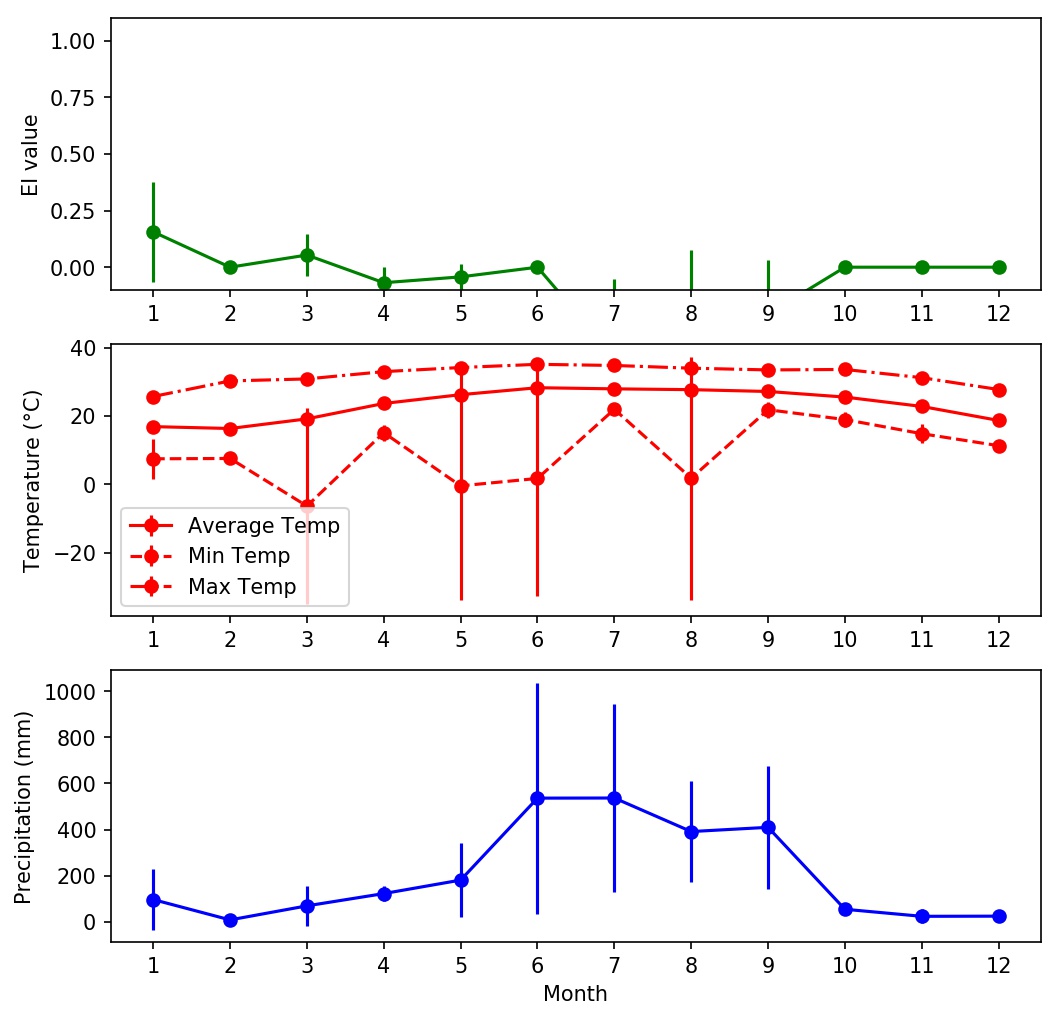 1.00
0.75
0.50
0.25
0.00
EI value
1 2 3 4 5 6 7 8 9 10 11 12
40
20
0
−20
Temperature (°C)
Average Temp
Min Temp
Max Temp
1 2 3 4 5 6 7 8 9 10 11 12
1000
800
600
400
200
0
Precipitation (mm)
1 2 3 4 5 6 7 8 9 10 11 12
Month